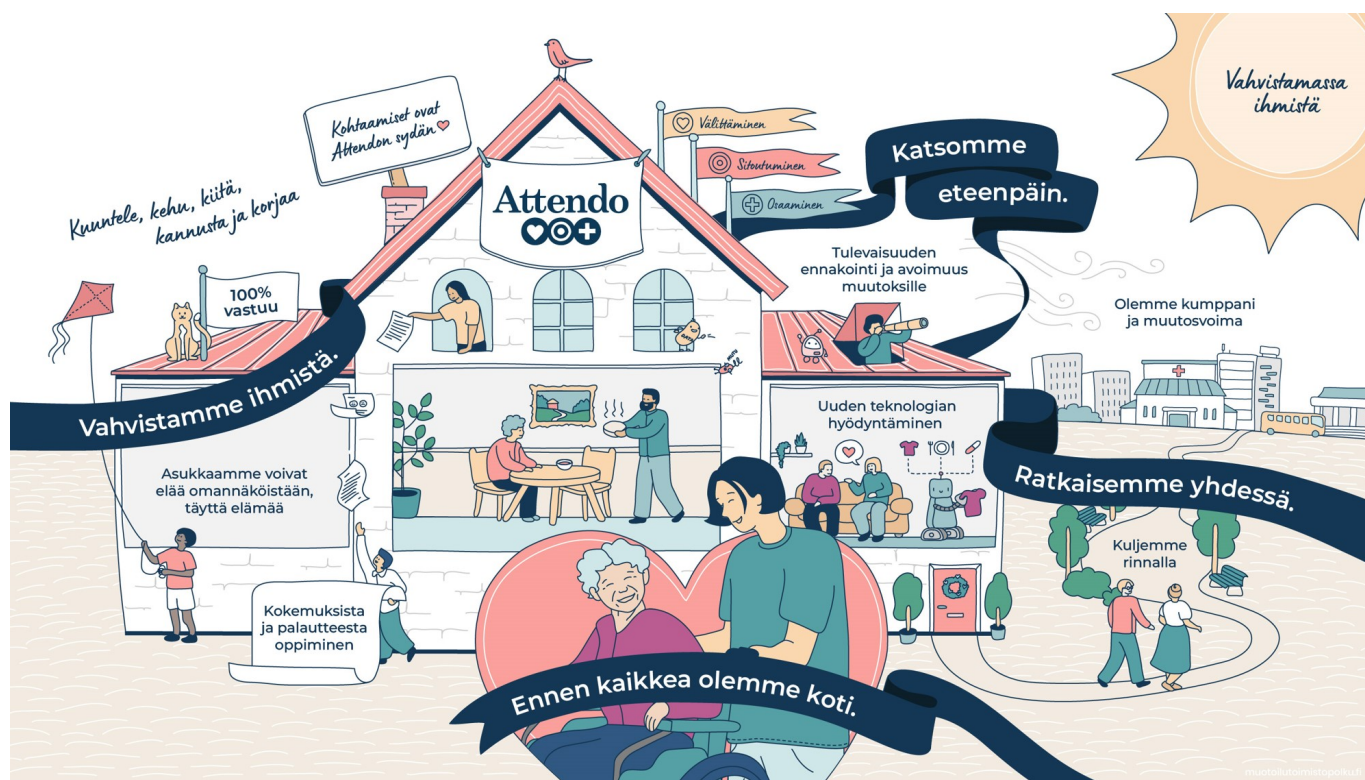 Vahvistamassa
ihmistä
Kohtaamiset ovat
Attendon sydän
Välittäminen
Sitoutuminen
Osaaminen
Katsomme
eteenpäin.
Kuuntele, kehu, kiitä,
kannusta ja korjaa
Attendo
100%
vastuu
Tulevaisuuden
ennakointi ja avoimuus
muutoksille
Olemme kumppani
ja muutosvoima
Vahvistamme ihmistä.
Uuden teknologian
hyödyntäminen
Asukkaamme voivat
elää omannäköistään,
täyttä elämää
Ratkaisemme yhdessä.
Kuljemme
rinnalla
Kokemuksista
ja palautteesta
oppiminen
Ennen kaikkea olemme koti.
muotoilutoimistopolku.fi